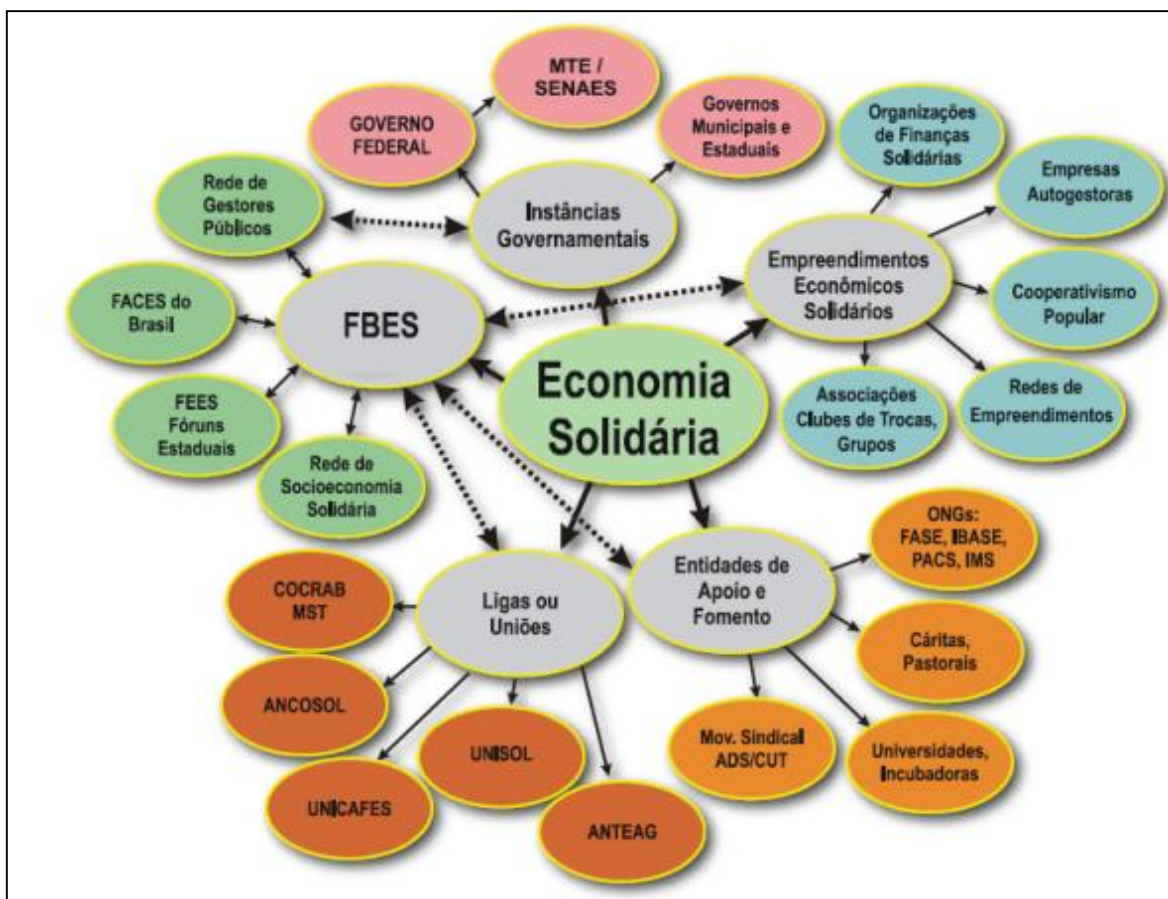 MTE /
SENAES
GOVERNO
FEDERAL
Governos
Municipais e
Estaduais
Organizações
de Finanças
Solidárias
Empresas
Autogestoras
Rede de
Gestores
Públicos
Instâncias
Governamentais
Empreendimentos
Econômicos
Solidários
Cooperativismo
Popular
FACES do
Brasil
FBES
Economia
Solidária
Associações
Clubes de Trocas,
Grupos
Redes de
Empreendimentos
FEES
Fóruns
Estaduais
Rede de
Socioeconomia
Solidária
ONGs:
FASE, IBASE,
PACS, IMS
COCRAB
MST
Ligas ou
Uniões
Entidades de
Apoio e
Fomento
Cáritas,
Pastorais
ANCOSOL
UNISOL
Mov. Sindical
ADS/CUT
Universidades,
Incubadoras
UNICAFES
ANTEAG